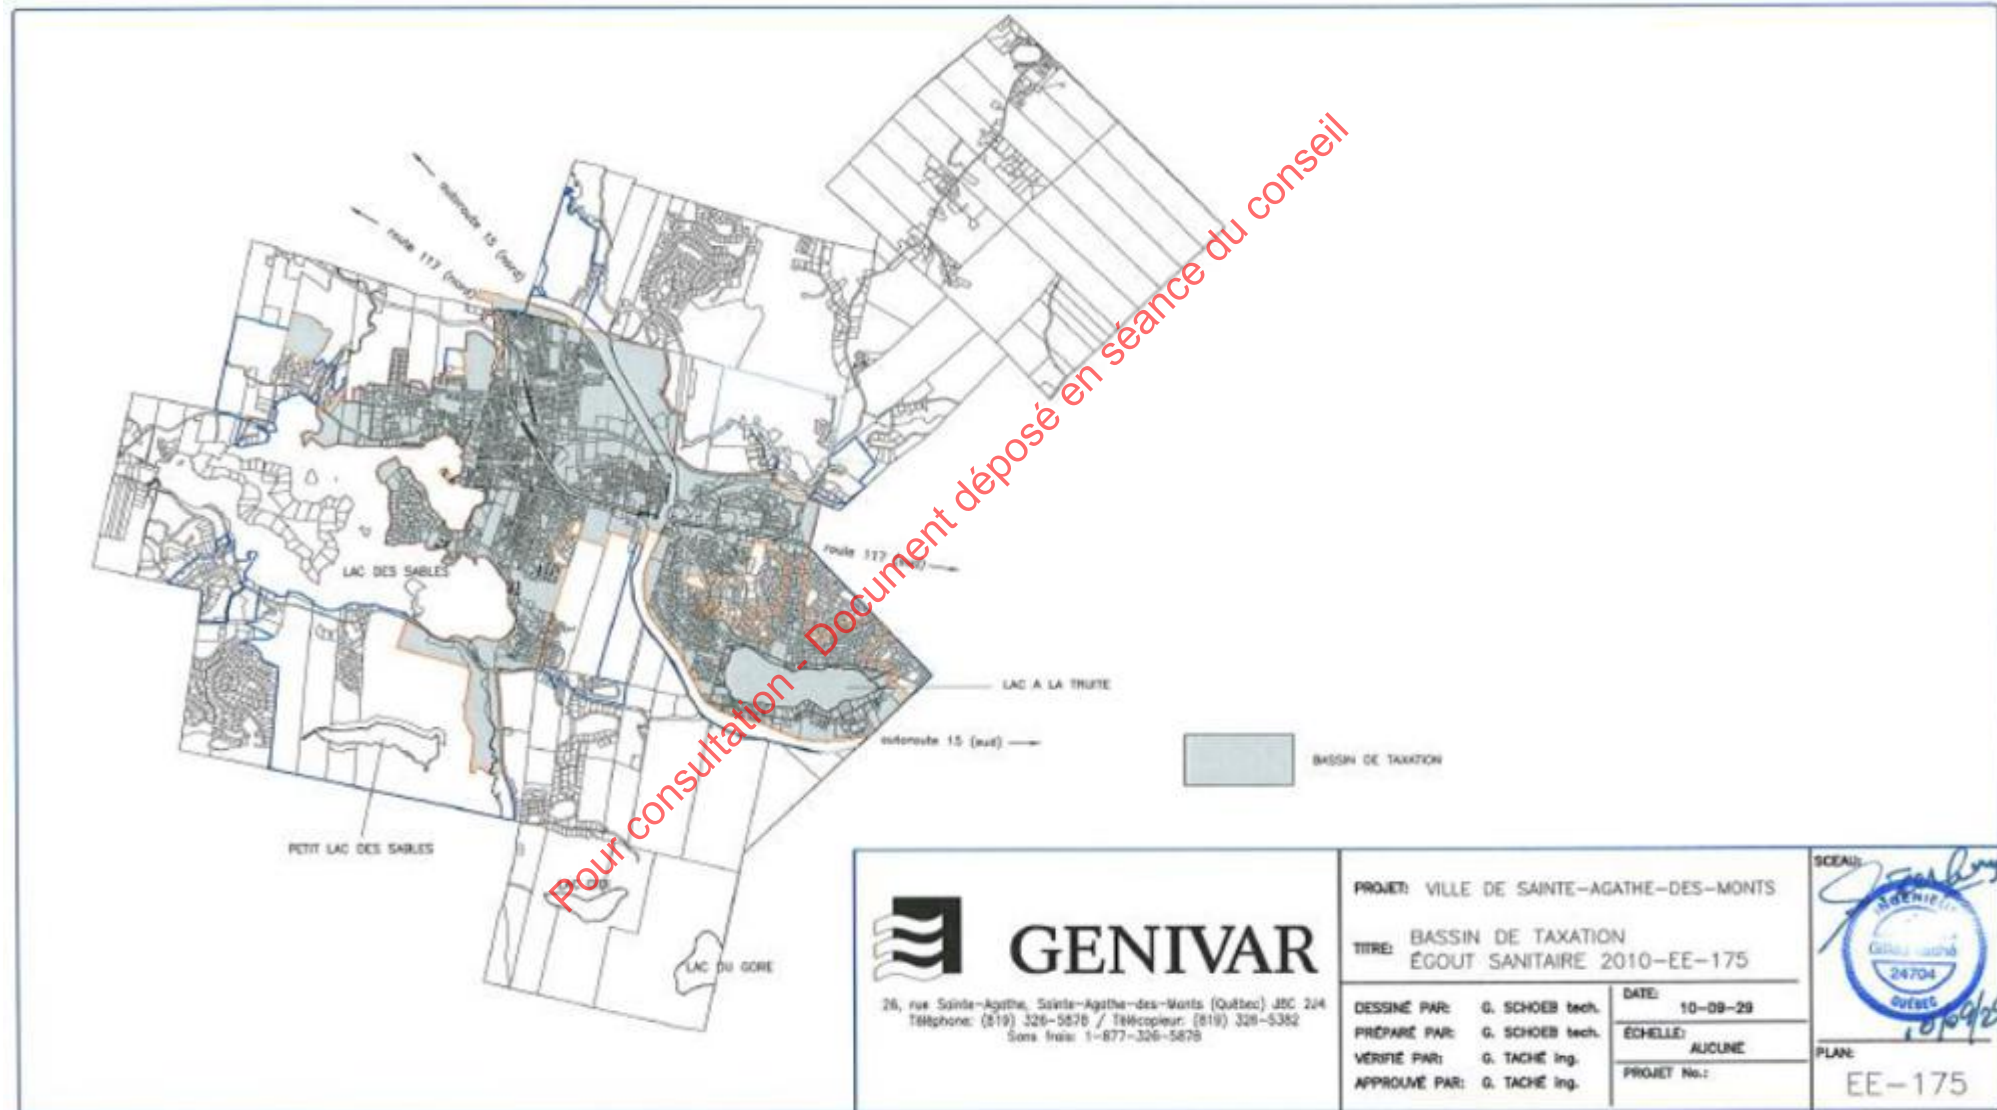 autoroute 15 (nord)
route 117 (nord)
Pour consultation - Document déposé en séance du conseil
route 117
LAC DES SABLES
LAC A LA TRUITE
autoroute 15 (sud)
BASSIN DE TAXATION
PETIT LAC DES SABLES
LAC DU GORE
GENIVAR
26, rue Sainte-Agathe, Sainte-Agathe-des-Monts (Québec) J8C 2J4
Téléphone: (819) 326-5878 / Télécopieur: (819) 326-5382
Sans frais: 1-877-326-5878
PROJET: VILLE DE SAINTE-AGATHE-DES-MONTS
TITRE: BASSIN DE TAXATION
ÉGOUT SANITAIRE 2010-EE-175
DESSINÉ PAR: G. SCHOEB tech.
PRÉPARÉ PAR: G. SCHOEB tech.
VÉRIFIÉ PAR: G. TACHÉ ing.
APPROUVÉ PAR: G. TACHÉ ing.
DATE:
10-09-29
ÉCHELLE:
AUCUNE
PROJET No.:
SCEAU:
INGÉNIEUR
24704
QUÉBEC
PLAN:
EE-175